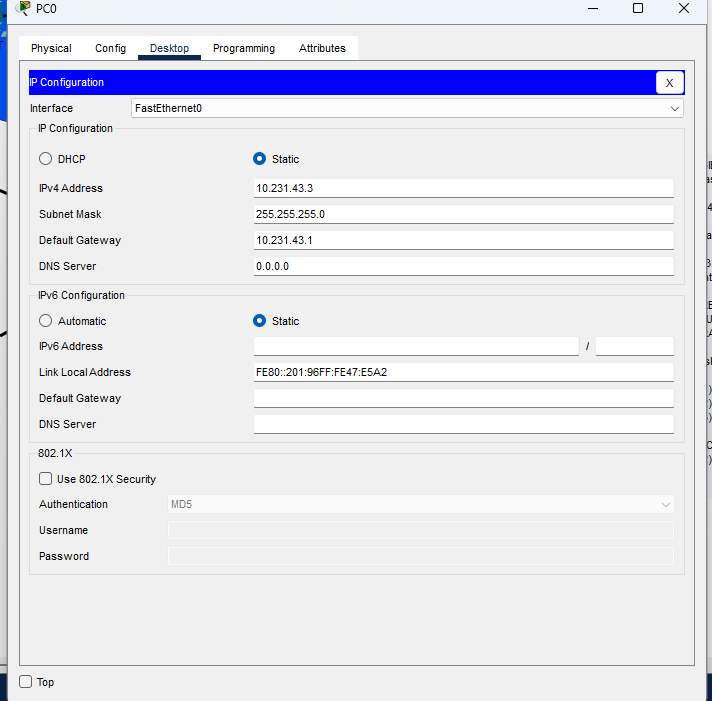 PC0
Physical Config Desktop Programming Attributes
IP Configuration X
Interface FastEthernet0
IP Configuration
DHCP Static
IPv4 Address 10.231.43.3
Subnet Mask 255.255.255.0
Default Gateway 10.231.43.1
DNS Server 0.0.0.0
IPv6 Configuration
Automatic Static
IPv6 Address /
Link Local Address FE80::201:96FF:FE47:E5A2
Default Gateway
DNS Server
802.1X
Use 802.1X Security
Authentication MD5
Username
Password
Top